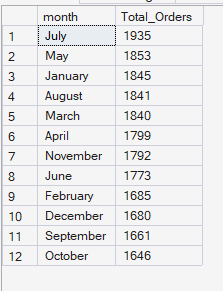 month Total_Orders
1 July 1935
2 May 1853
3 January 1845
4 August 1841
5 March 1840
6 April 1799
7 November 1792
8 June 1773
9 February 1685
10 December 1680
11 September 1661
12 October 1646